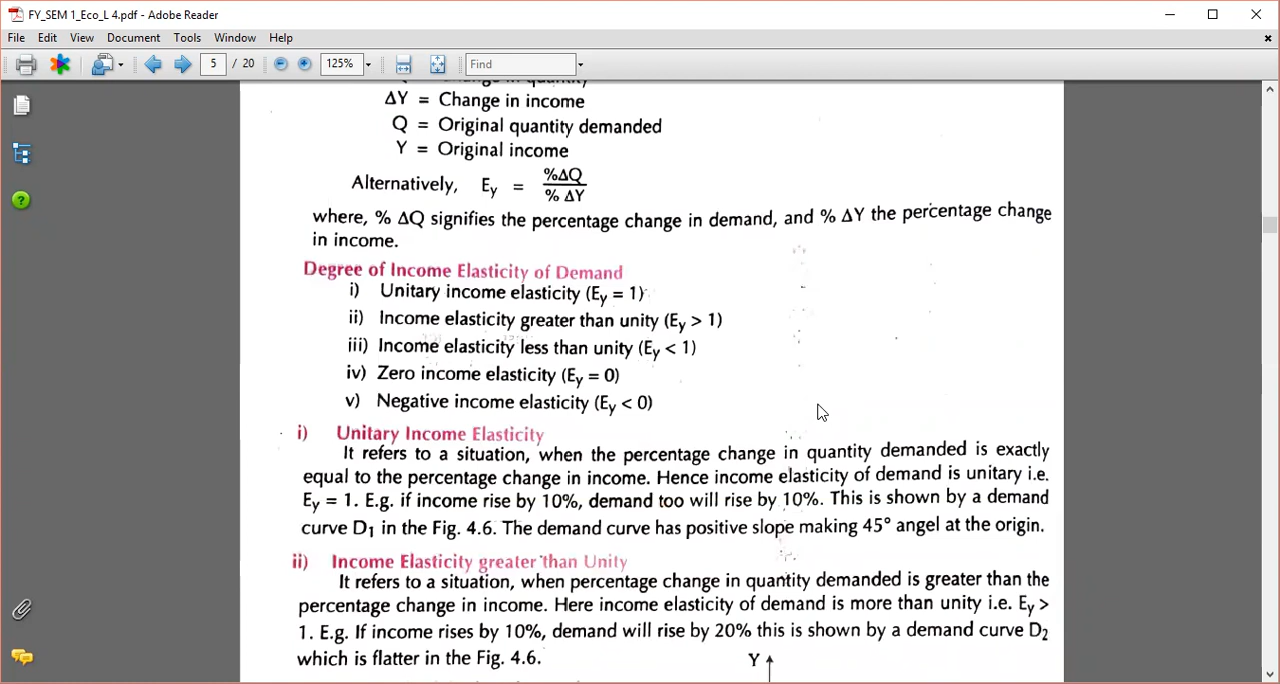 FY_SEM 1_Eco_L 4.pdf - Adobe Reader
File Edit View Document Tools Window Help
5 / 20 125% Find
ΔY = Change in income
Q = Original quantity demanded
Y = Original income
Alternatively, Ey = %ΔQ / % ΔY
where, % ΔQ signifies the percentage change in demand, and % ΔY the percentage change
in income.
Degree of Income Elasticity of Demand
i) Unitary income elasticity (Ey = 1)
ii) Income elasticity greater than unity (Ey > 1)
iii) Income elasticity less than unity (Ey < 1)
iv) Zero income elasticity (Ey = 0)
v) Negative income elasticity (Ey < 0)
i) Unitary Income Elasticity
It refers to a situation, when the percentage change in quantity demanded is exactly
equal to the percentage change in income. Hence income elasticity of demand is unitary i.e.
Ey = 1. E.g. if income rise by 10%, demand too will rise by 10%. This is shown by a demand
curve D1 in the Fig. 4.6. The demand curve has positive slope making 45° angel at the origin.
ii) Income Elasticity greater than Unity
It refers to a situation, when percentage change in quantity demanded is greater than the
percentage change in income. Here income elasticity of demand is more than unity i.e. Ey >
1. E.g. If income rises by 10%, demand will rise by 20% this is shown by a demand curve D2
which is flatter in the Fig. 4.6.
Y